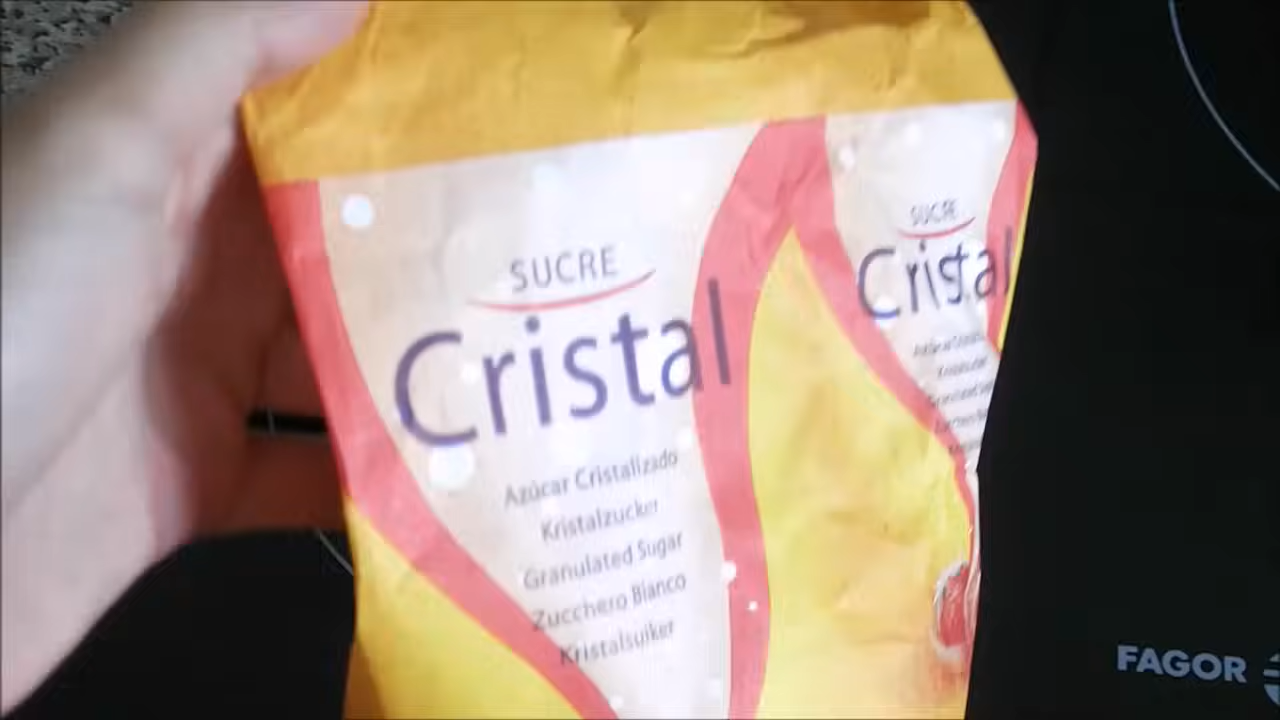 SUCRE
Cristal
Azúcar Cristalizado
Kristalzucker
Granulated Sugar
Zucchero Bianco
Kristalsuiker
SUCRE
Cristal
FAGOR